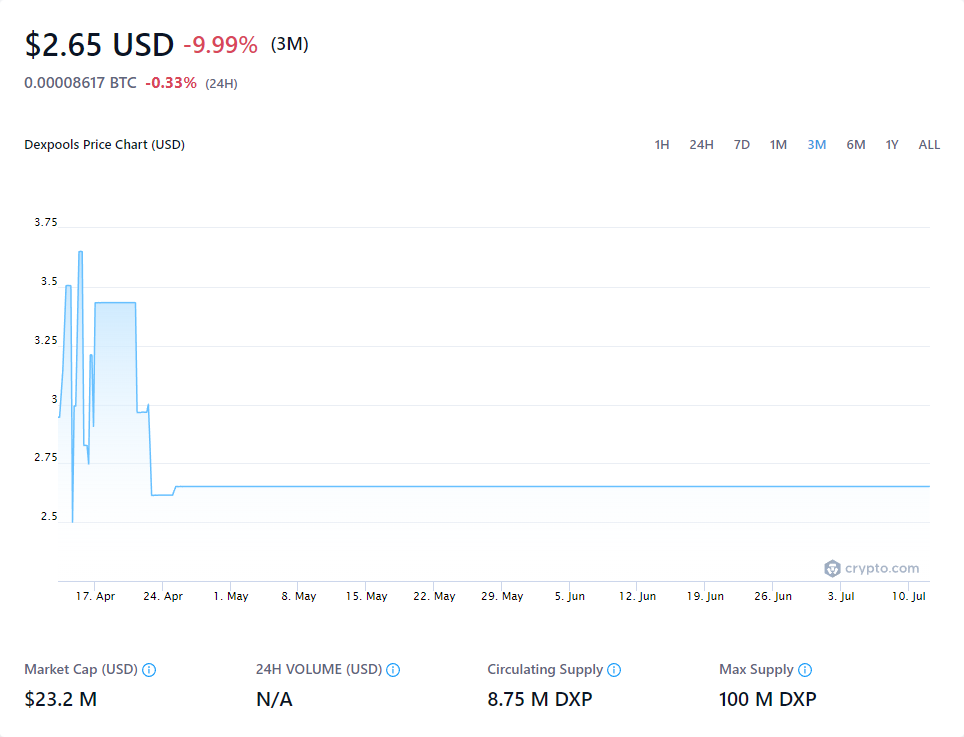 $2.65 USD -9.99% (3M)
0.00008617 BTC -0.33% (24H)
Dexpools Price Chart (USD) 1H 24H 7D 1M 3M 6M 1Y ALL
3.75
3.5
3.25
3
2.75
2.5
crypto.com
17. Apr 24. Apr 1. May 8. May 15. May 22. May 29. May 5. Jun 12. Jun 19. Jun 26. Jun 3. Jul 10. Jul
Market Cap (USD) 24H VOLUME (USD) Circulating Supply Max Supply
$23.2 M N/A 8.75 M DXP 100 M DXP